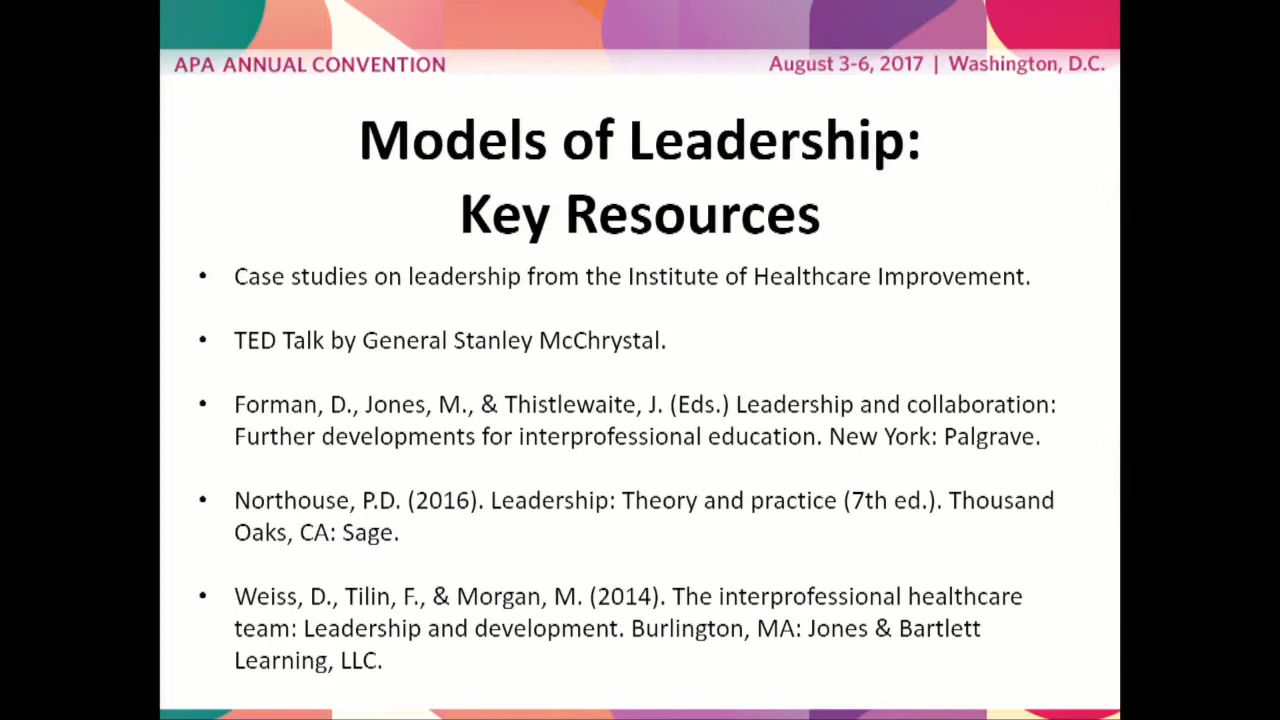 APA ANNUAL CONVENTION
August 3-6, 2017 | Washington, D.C.
Models of Leadership:
Key Resources
• Case studies on leadership from the Institute of Healthcare Improvement.
• TED Talk by General Stanley McChrystal.
• Forman, D., Jones, M., & Thistlewaite, J. (Eds.) Leadership and collaboration:
Further developments for interprofessional education. New York: Palgrave.
• Northouse, P.D. (2016). Leadership: Theory and practice (7th ed.). Thousand
Oaks, CA: Sage.
• Weiss, D., Tilin, F., & Morgan, M. (2014). The interprofessional healthcare
team: Leadership and development. Burlington, MA: Jones & Bartlett
Learning, LLC.